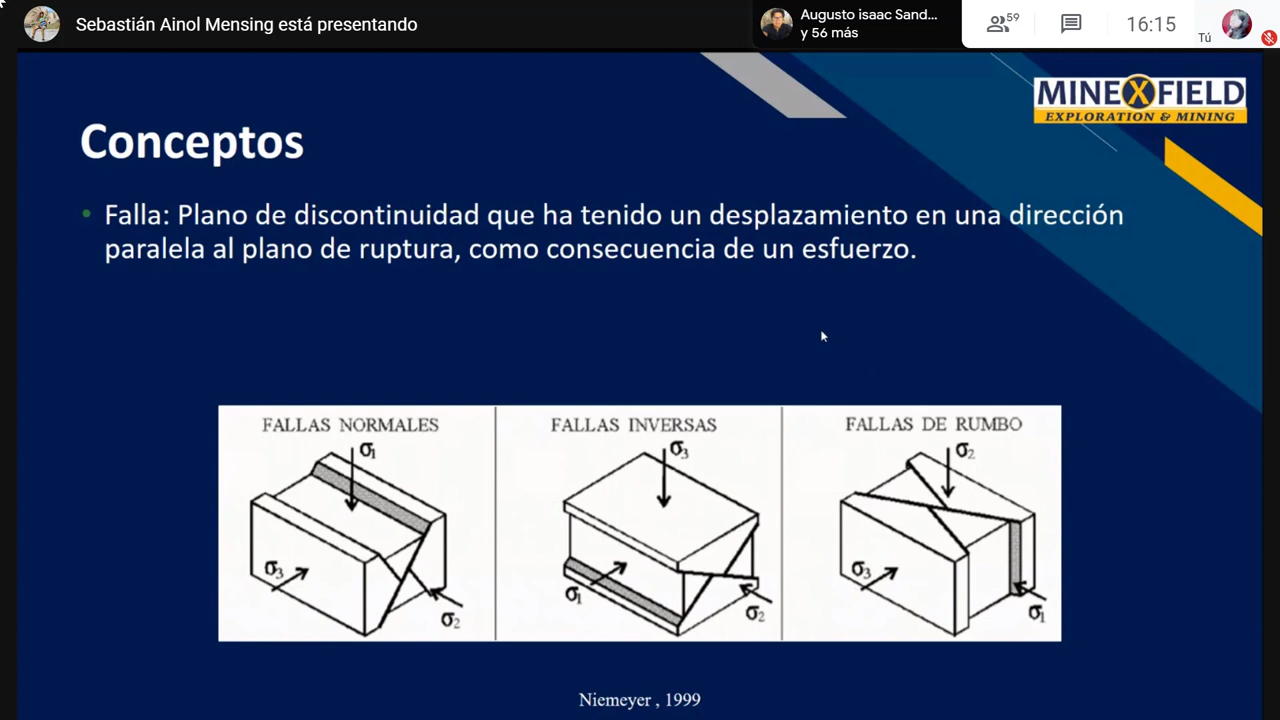 Sebastián Ainol Mensing está presentando
Augusto isaac Sand...
y 56 más
59
16:15
Tú
MINEXFIELD
EXPLORATION & MINING
Conceptos
• Falla: Plano de discontinuidad que ha tenido un desplazamiento en una dirección
paralela al plano de ruptura, como consecuencia de un esfuerzo.
FALLAS NORMALES
σ1
σ3
σ2
FALLAS INVERSAS
σ3
σ1
σ2
FALLAS DE RUMBO
σ2
σ3
σ1
Niemeyer , 1999